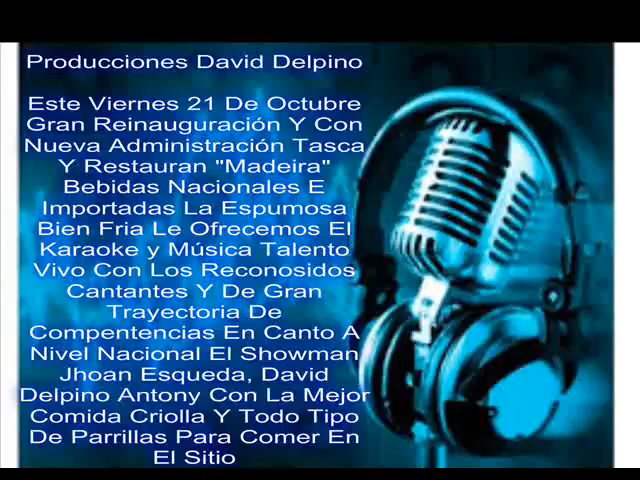 Producciones David Delpino
Este Viernes 21 De Octubre
Gran Reinauguración Y Con
Nueva Administración Tasca
Y Restauran "Madeira"
Bebidas Nacionales E
Importadas La Espumosa
Bien Fria Le Ofrecemos El
Karaoke y Música Talento
Vivo Con Los Reconosidos
Cantantes Y De Gran
Trayectoria De
Compentencias En Canto A
Nivel Nacional El Showman
Jhoan Esqueda, David
Delpino Antony Con La Mejor
Comida Criolla Y Todo Tipo
De Parrillas Para Comer En
El Sitio